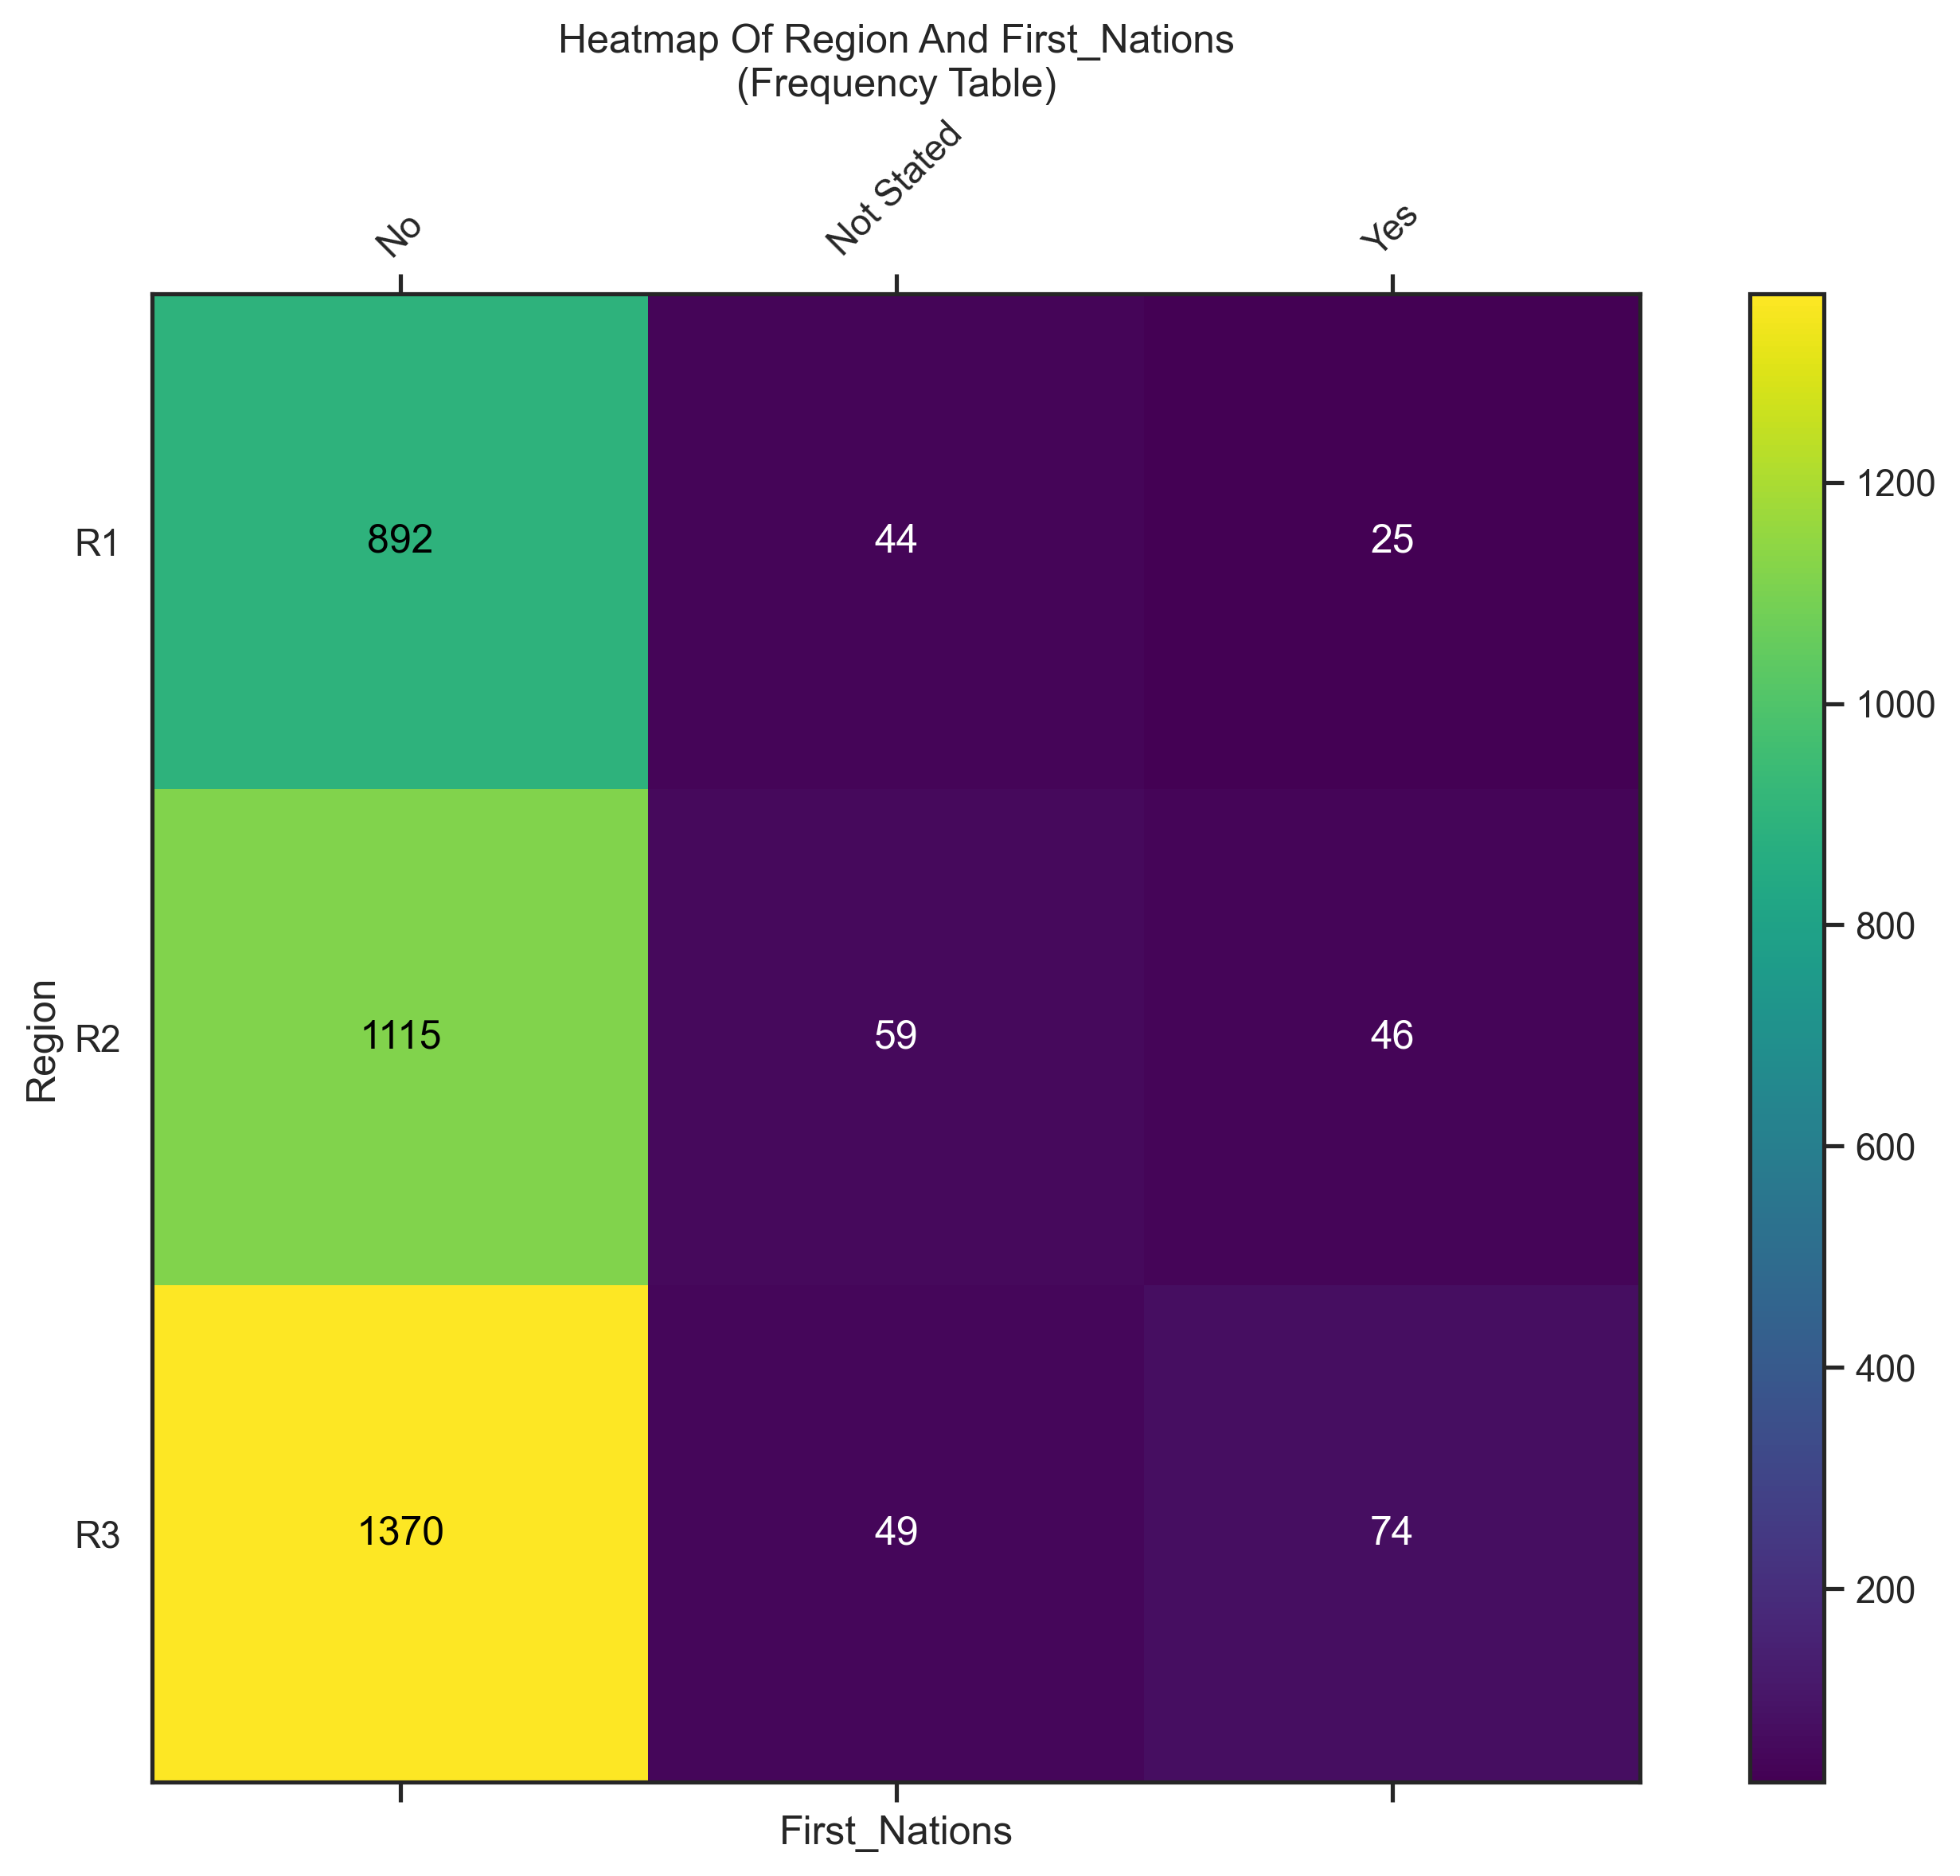 Heatmap Of Region And First_Nations
(Frequency Table)
No
Not Stated
Yes
R1
892
44
25
1200
1000
Region
R2
1115
59
46
800
600
R3
1370
49
74
400
200
First_Nations